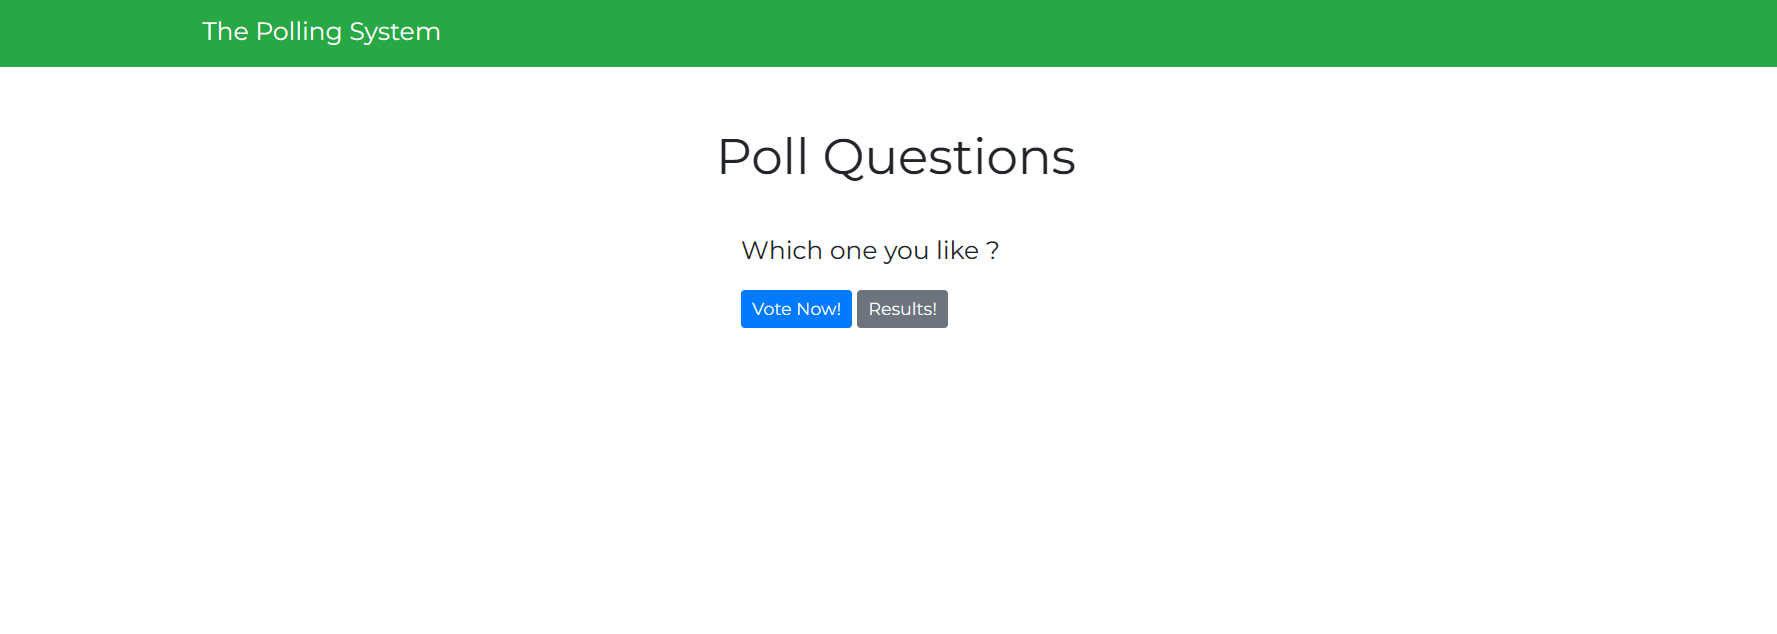 The Polling System
Poll Questions
Which one you like ?
Vote Now! Results!